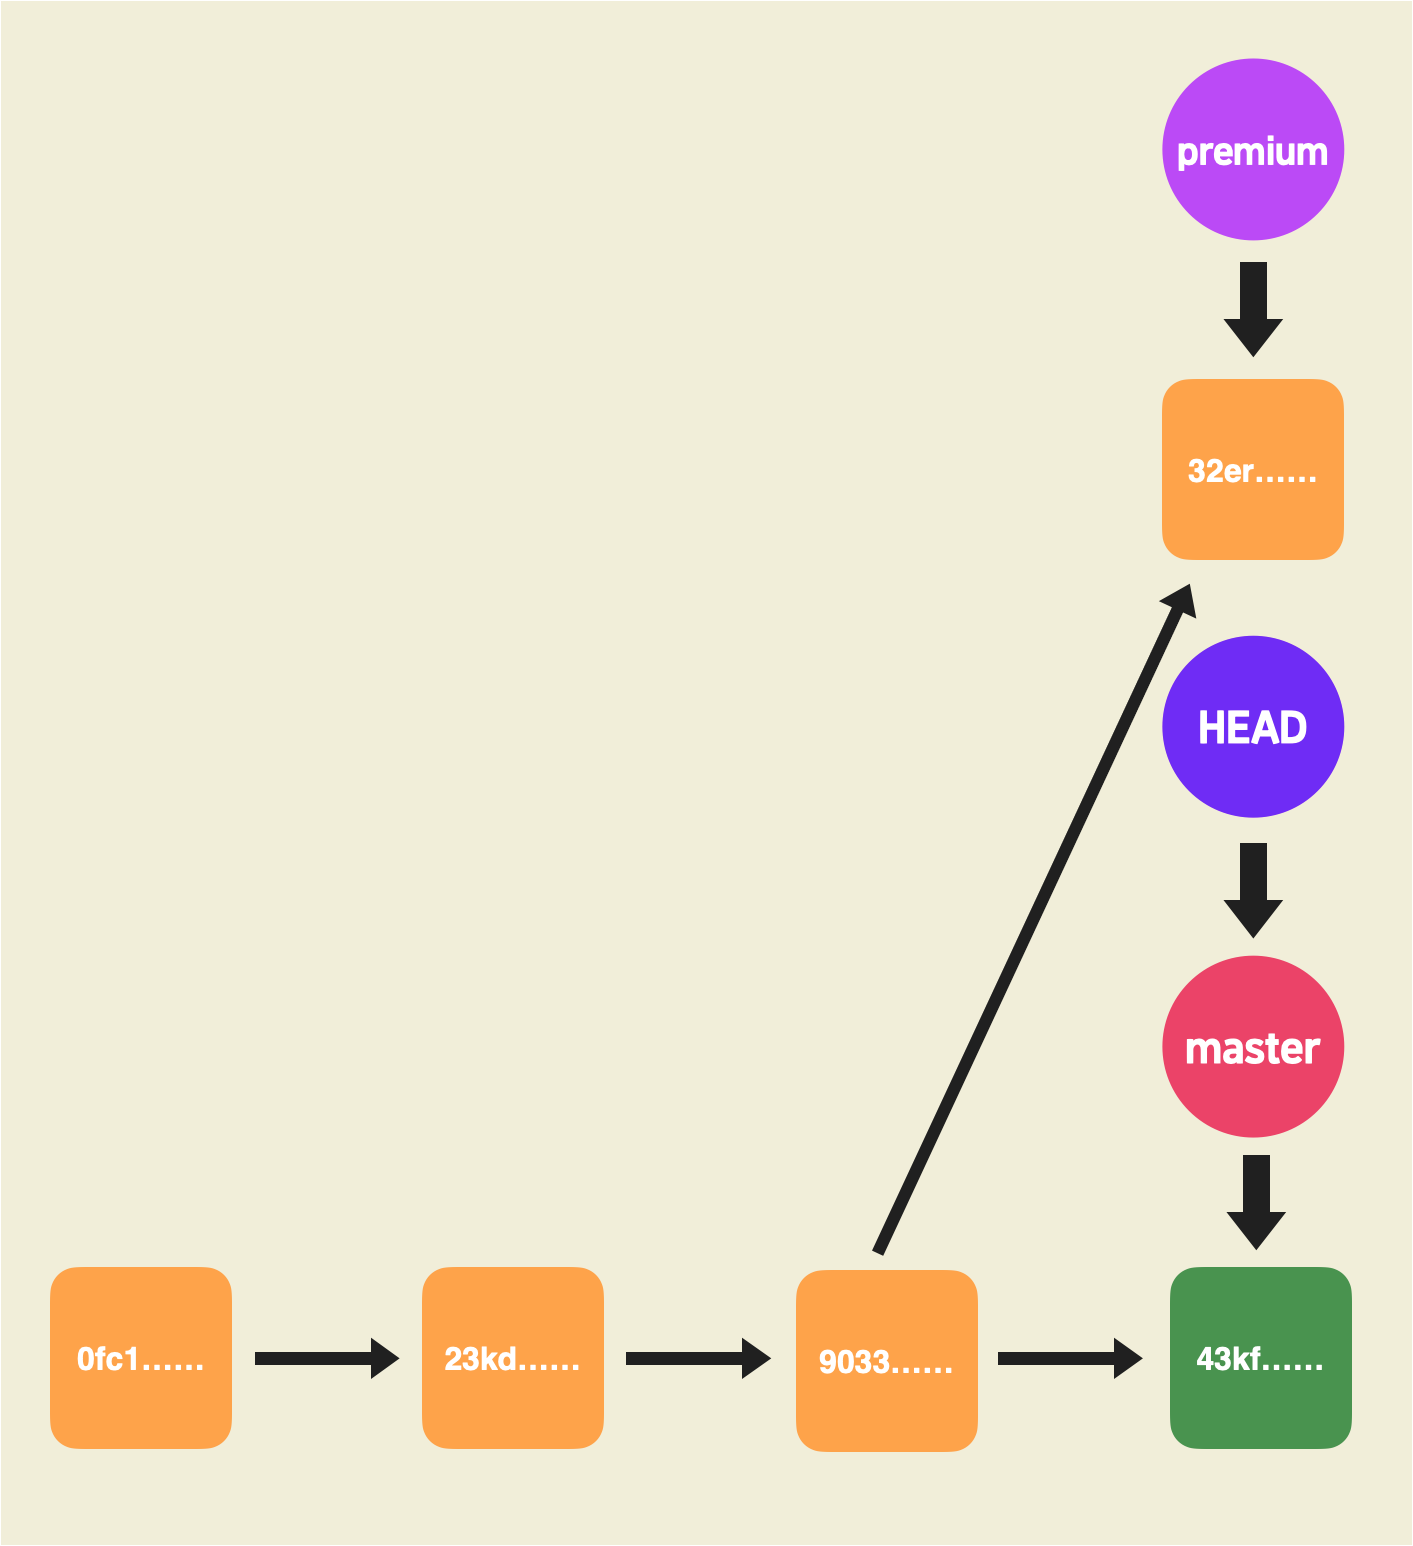 premium
32er......
HEAD
master
0fc1......
23kd......
9033......
43kf......